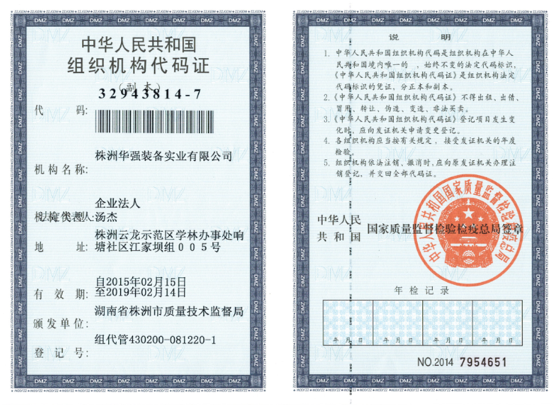 中华人民共和国
组织机构代码证
(副本)
代 码: 32943814-7
机构名称: 株洲华强装备实业有限公司
企业法人
汤杰
地 址: 株洲云龙示范区学林办事处响
塘社区江家坝组005号
有 效 期: 自2015年02月15日
至2019年02月14日
颁发单位: 湖南省株洲市质量技术监督局
登 记 号: 组代管430200-081220-1
说 明
1. 中华人民共和国组织机构代码是组织机构在中华人
民共和国境内唯一的、始终不变的法定代码标识,
《中华人民共和国组织机构代码证》是组织机构法定
代码标识的凭证,分正本和副本。
2. 《中华人民共和国组织机构代码证》不得出租、出借、
冒用、转让、伪造、变造、非法买卖。
3. 《中华人民共和国组织机构代码证》登记项目发生变
化时,应向发证机关申请变更登记。
4. 各组织机构应当按有关规定,接受发证机关的年度
检验。
5. 组织机构依法注销、撤消时,应向原发证机关办理注
销登记,并交回全部代码证。
中华人民
共和国 国家质量监督检验检疫总局签章
中华人民共和国国家质量监督检验检疫总局
年检记录
年 月 日 年 月 日 年 月 日 年 月 日
NO.2014 7954651